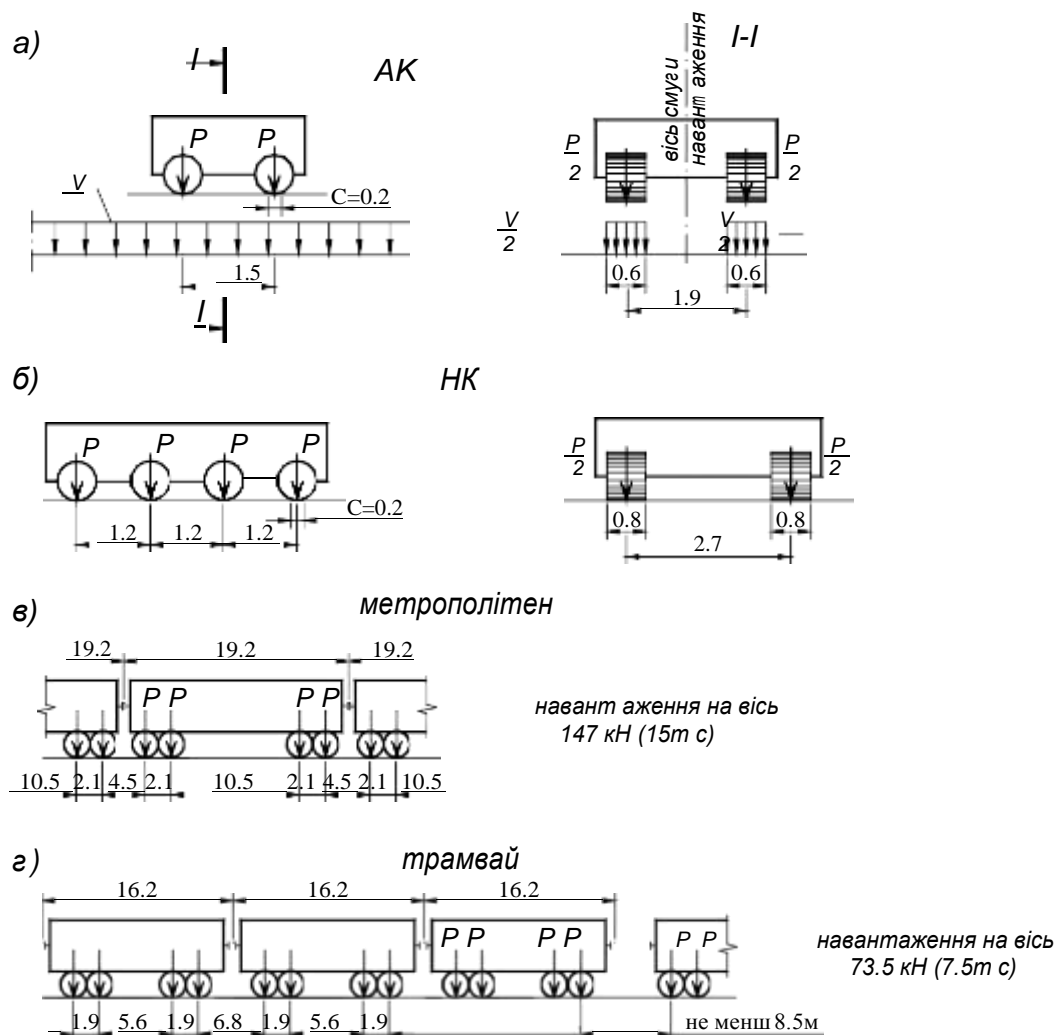 а)
I
АК
I-I
вісь смуги
навант аження
P P
P/2 P/2
V
C=0.2
V/2 V/2
1.5
0.6 0.6
1.9
I
б)
НК
P P P P
P/2 P/2
C=0.2
1.2 1.2 1.2
0.8 0.8
2.7
в)
метрополітен
19.2 19.2 19.2
P P P P
навант аження на вісь
147 кН (15т с)
10.5 2.1 4.5 2.1 10.5 2.1 4.5 2.1 10.5
г)
трамвай
16.2 16.2 16.2
P P P P P P
навантаження на вісь
73.5 кН (7.5т с)
1.9 5.6 1.9 6.8 1.9 5.6 1.9 не менш 8.5м